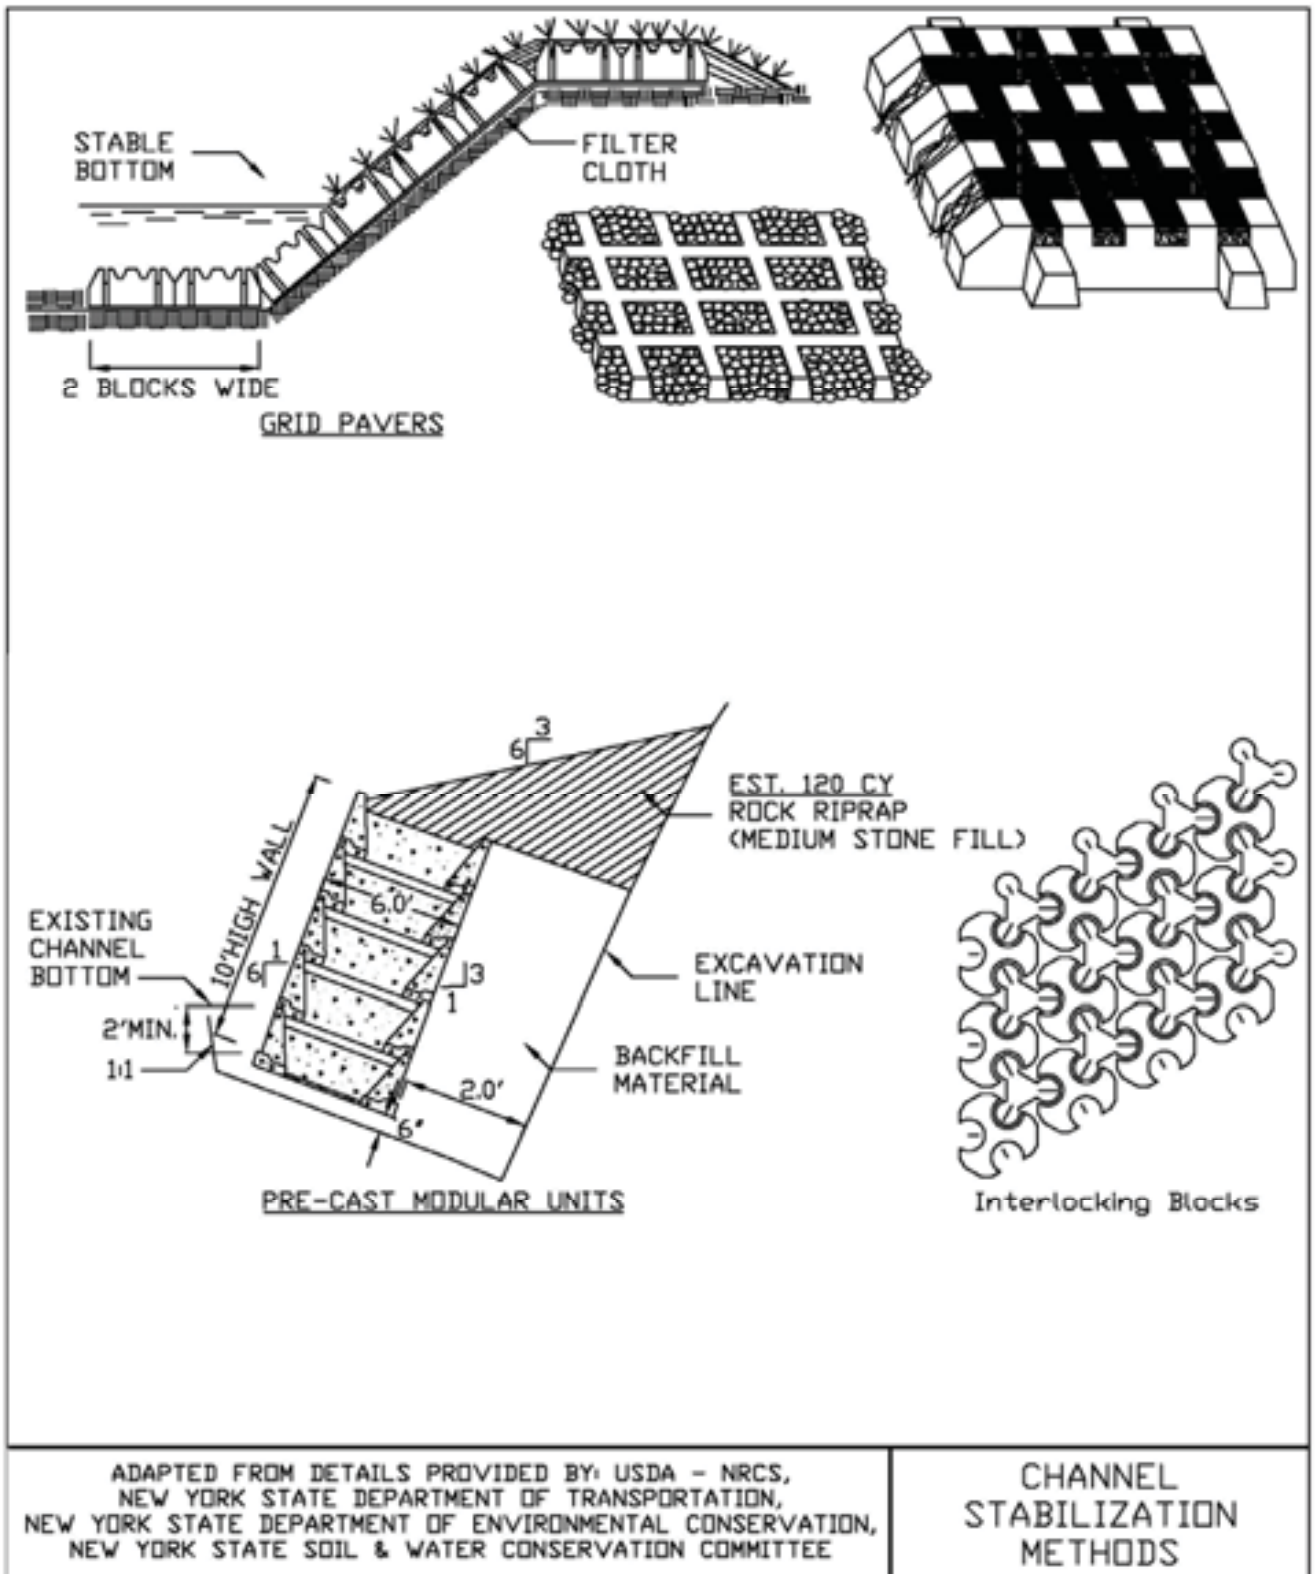 STABLE
BOTTOM
FILTER
CLOTH
2 BLOCKS WIDE
GRID PAVERS
3
6
EST. 120 CY
ROCK RIPRAP
(MEDIUM STONE FILL)
10'HIGH WALL
6.0'
EXISTING
CHANNEL
BOTTOM
1
6
3
1
EXCAVATION
LINE
2'MIN.
1:1
BACKFILL
MATERIAL
2.0'
6"
PRE-CAST MODULAR UNITS
Interlocking Blocks
ADAPTED FROM DETAILS PROVIDED BY: USDA - NRCS,
NEW YORK STATE DEPARTMENT OF TRANSPORTATION,
NEW YORK STATE DEPARTMENT OF ENVIRONMENTAL CONSERVATION,
NEW YORK STATE SOIL & WATER CONSERVATION COMMITTEE
CHANNEL
STABILIZATION
METHODS